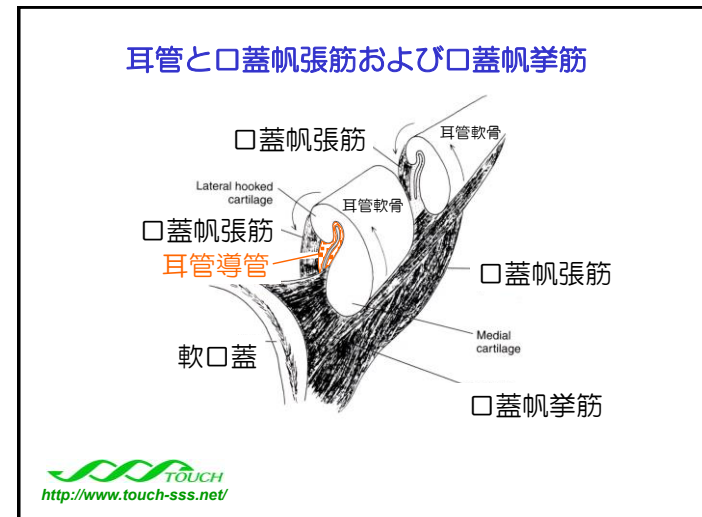 耳管と口蓋帆張筋および口蓋帆挙筋
口蓋帆張筋
耳管軟骨
Lateral hooked
cartilage
耳管軟骨
口蓋帆張筋
耳管導管
口蓋帆張筋
Medial
cartilage
軟口蓋
口蓋帆挙筋
TOUCH
http://www.touch-sss.net/